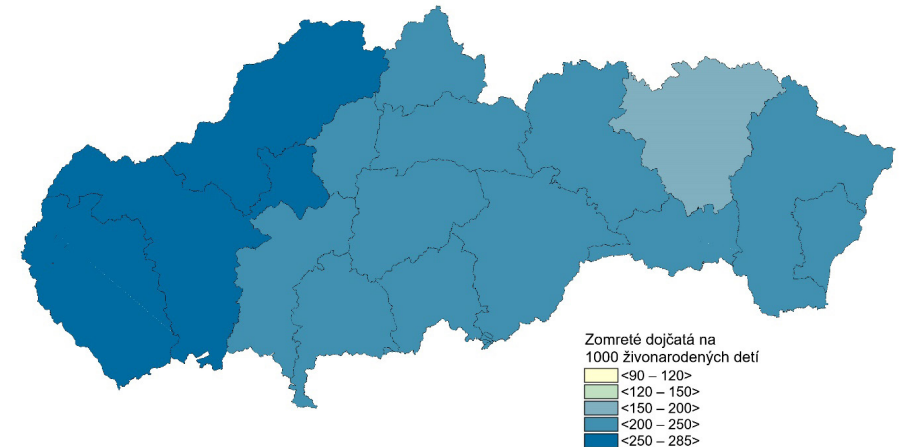 Zomreté dojčatá na
1000 živonarodených detí
<90 – 120>
<120 – 150>
<150 – 200>
<200 – 250>
<250 – 285>